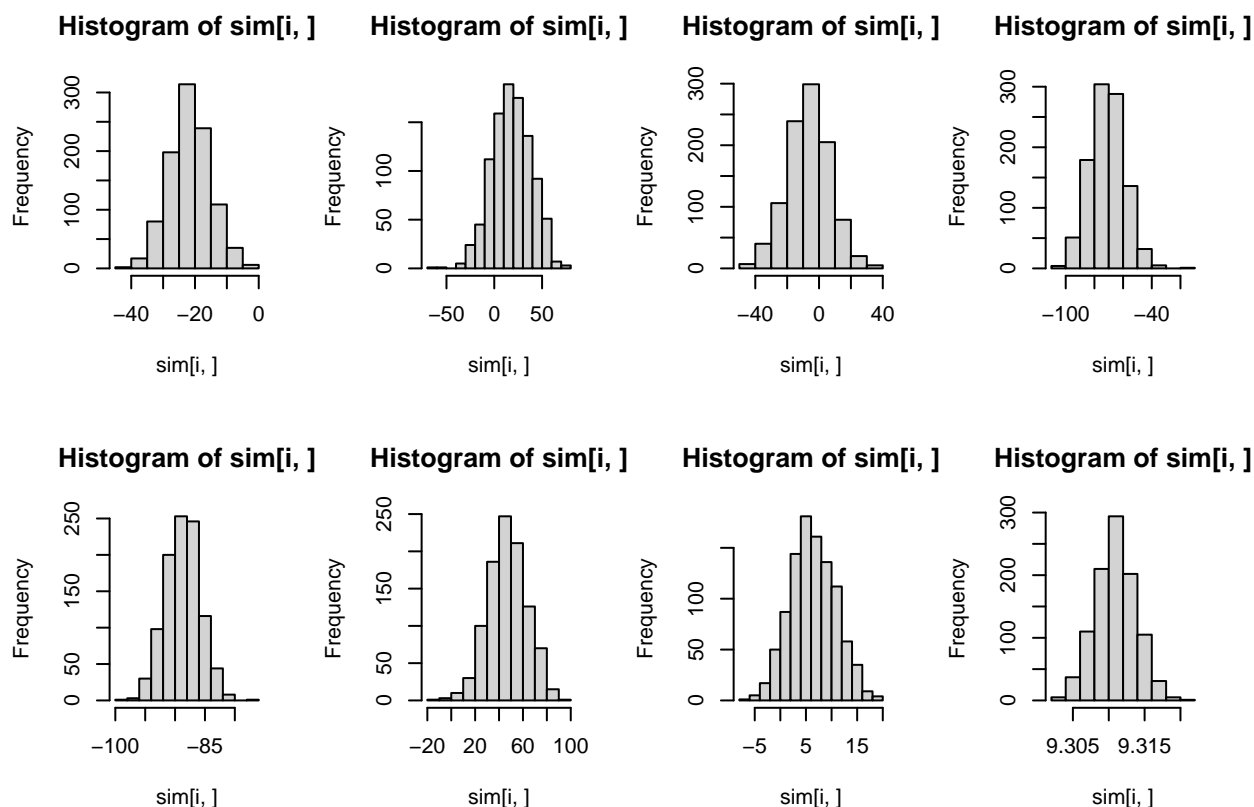 Histogram of sim[i, ]
Frequency
0
100
200
300
−40
−20
0
sim[i, ]
Histogram of sim[i, ]
Frequency
0
50
100
−50
0
50
sim[i, ]
Histogram of sim[i, ]
Frequency
0
100
200
300
−40
0
40
sim[i, ]
Histogram of sim[i, ]
Frequency
0
100
200
300
−100
−40
sim[i, ]
Histogram of sim[i, ]
Frequency
0
50
150
250
−100
−85
sim[i, ]
Histogram of sim[i, ]
Frequency
0
50
150
250
−20
20
60
100
sim[i, ]
Histogram of sim[i, ]
Frequency
0
50
100
−5
5
15
sim[i, ]
Histogram of sim[i, ]
Frequency
0
100
200
300
9.305
9.315
sim[i, ]